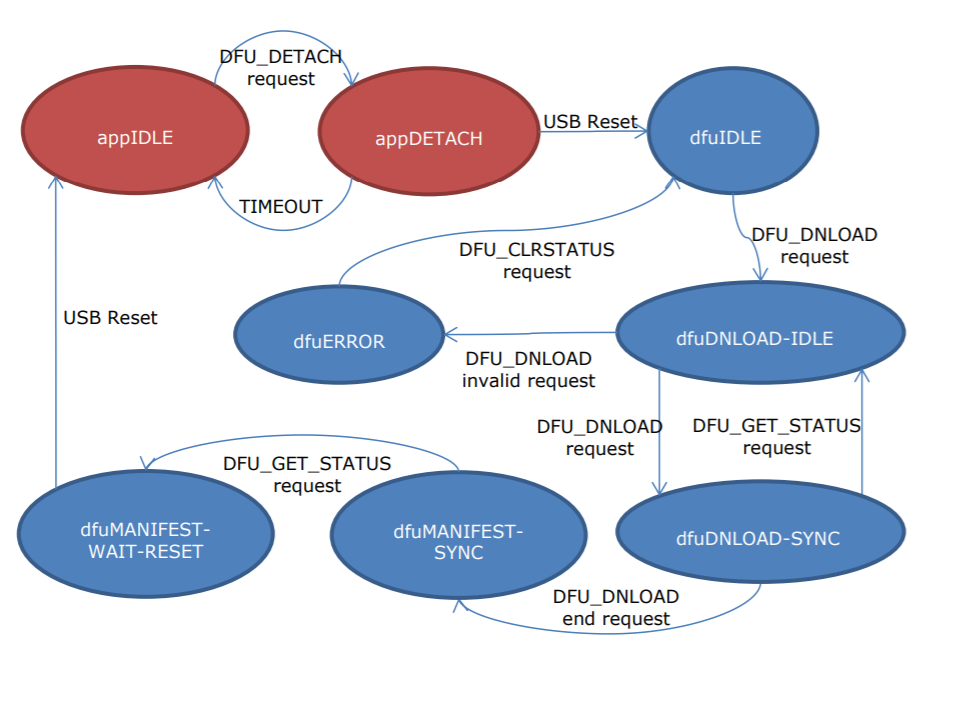 DFU_DETACH
request
appIDLE
appDETACH
USB Reset
dfuIDLE
TIMEOUT
DFU_CLRSTATUS
request
DFU_DNLOAD
request
USB Reset
dfuERROR
DFU_DNLOAD
invalid request
dfuDNLOAD-IDLE
DFU_DNLOAD
request
DFU_GET_STATUS
request
DFU_GET_STATUS
request
dfuMANIFEST-
WAIT-RESET
dfuMANIFEST-
SYNC
dfuDNLOAD-SYNC
DFU_DNLOAD
end request